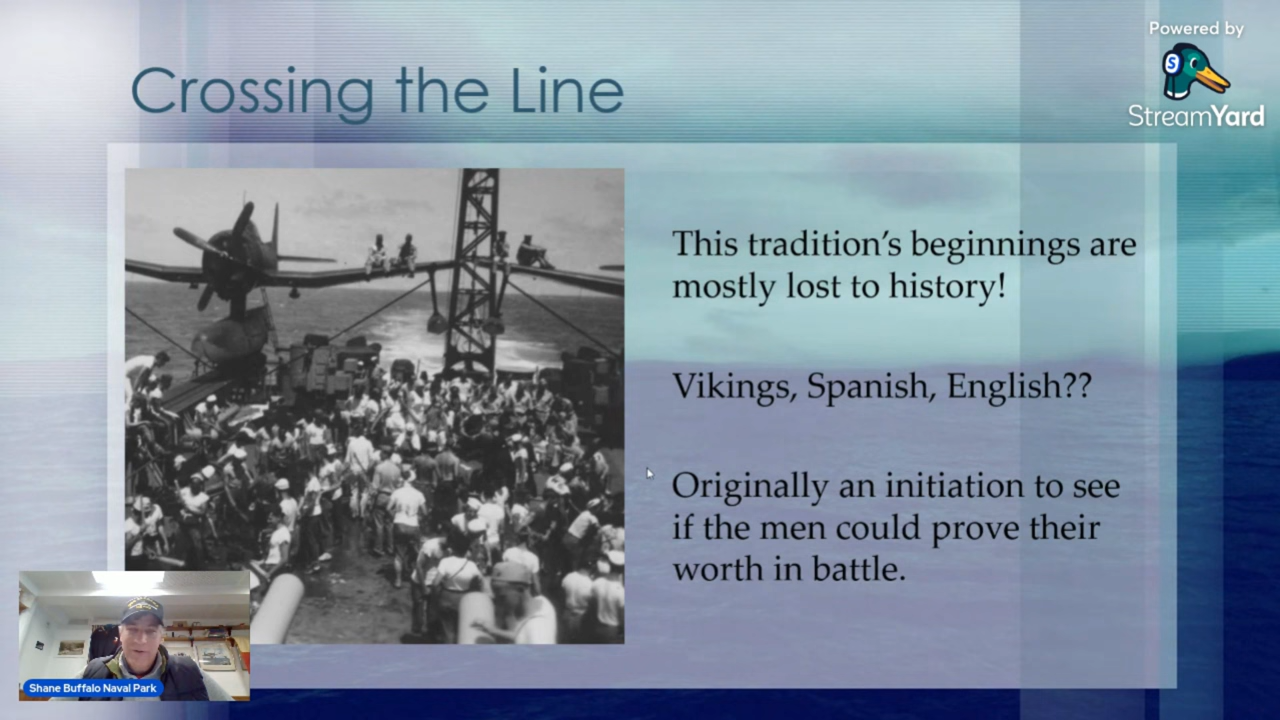 Powered by
StreamYard
Crossing the Line
This tradition's beginnings are
mostly lost to history!
Vikings, Spanish, English??
Originally an initiation to see
if the men could prove their
worth in battle.
Shane Buffalo Naval Park